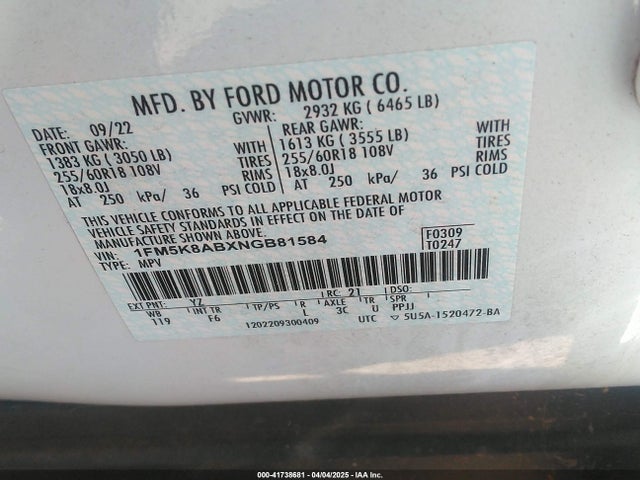 MFD. BY FORD MOTOR CO.
DATE: 09/22 GVWR: 2932 KG ( 6465 LB)
FRONT GAWR: REAR GAWR:
1383 KG ( 3050 LB) WITH 1613 KG ( 3555 LB) WITH
255/60R18 108V TIRES 255/60R18 108V TIRES
18x8.0J RIMS 18x8.0J RIMS
AT 250 kPa/ 36 PSI COLD AT 250 kPa/ 36 PSI COLD
THIS VEHICLE CONFORMS TO ALL APPLICABLE FEDERAL MOTOR
VEHICLE SAFETY STANDARDS IN EFFECT ON THE DATE OF
MANUFACTURE SHOWN ABOVE.
VIN: 1FM5K8ABXNGB81584 F0309
TYPE: MPV T0247
EXT PNT: YZ RC: 21 DSO:
WB INT TR TP/PS R AXLE TR SPR
119 F6 L 3C U PPJJ
1202209300409 UTC ▽ 5U5A-1520472-BA
000-41738681 - 04/04/2025 - IAA Inc.